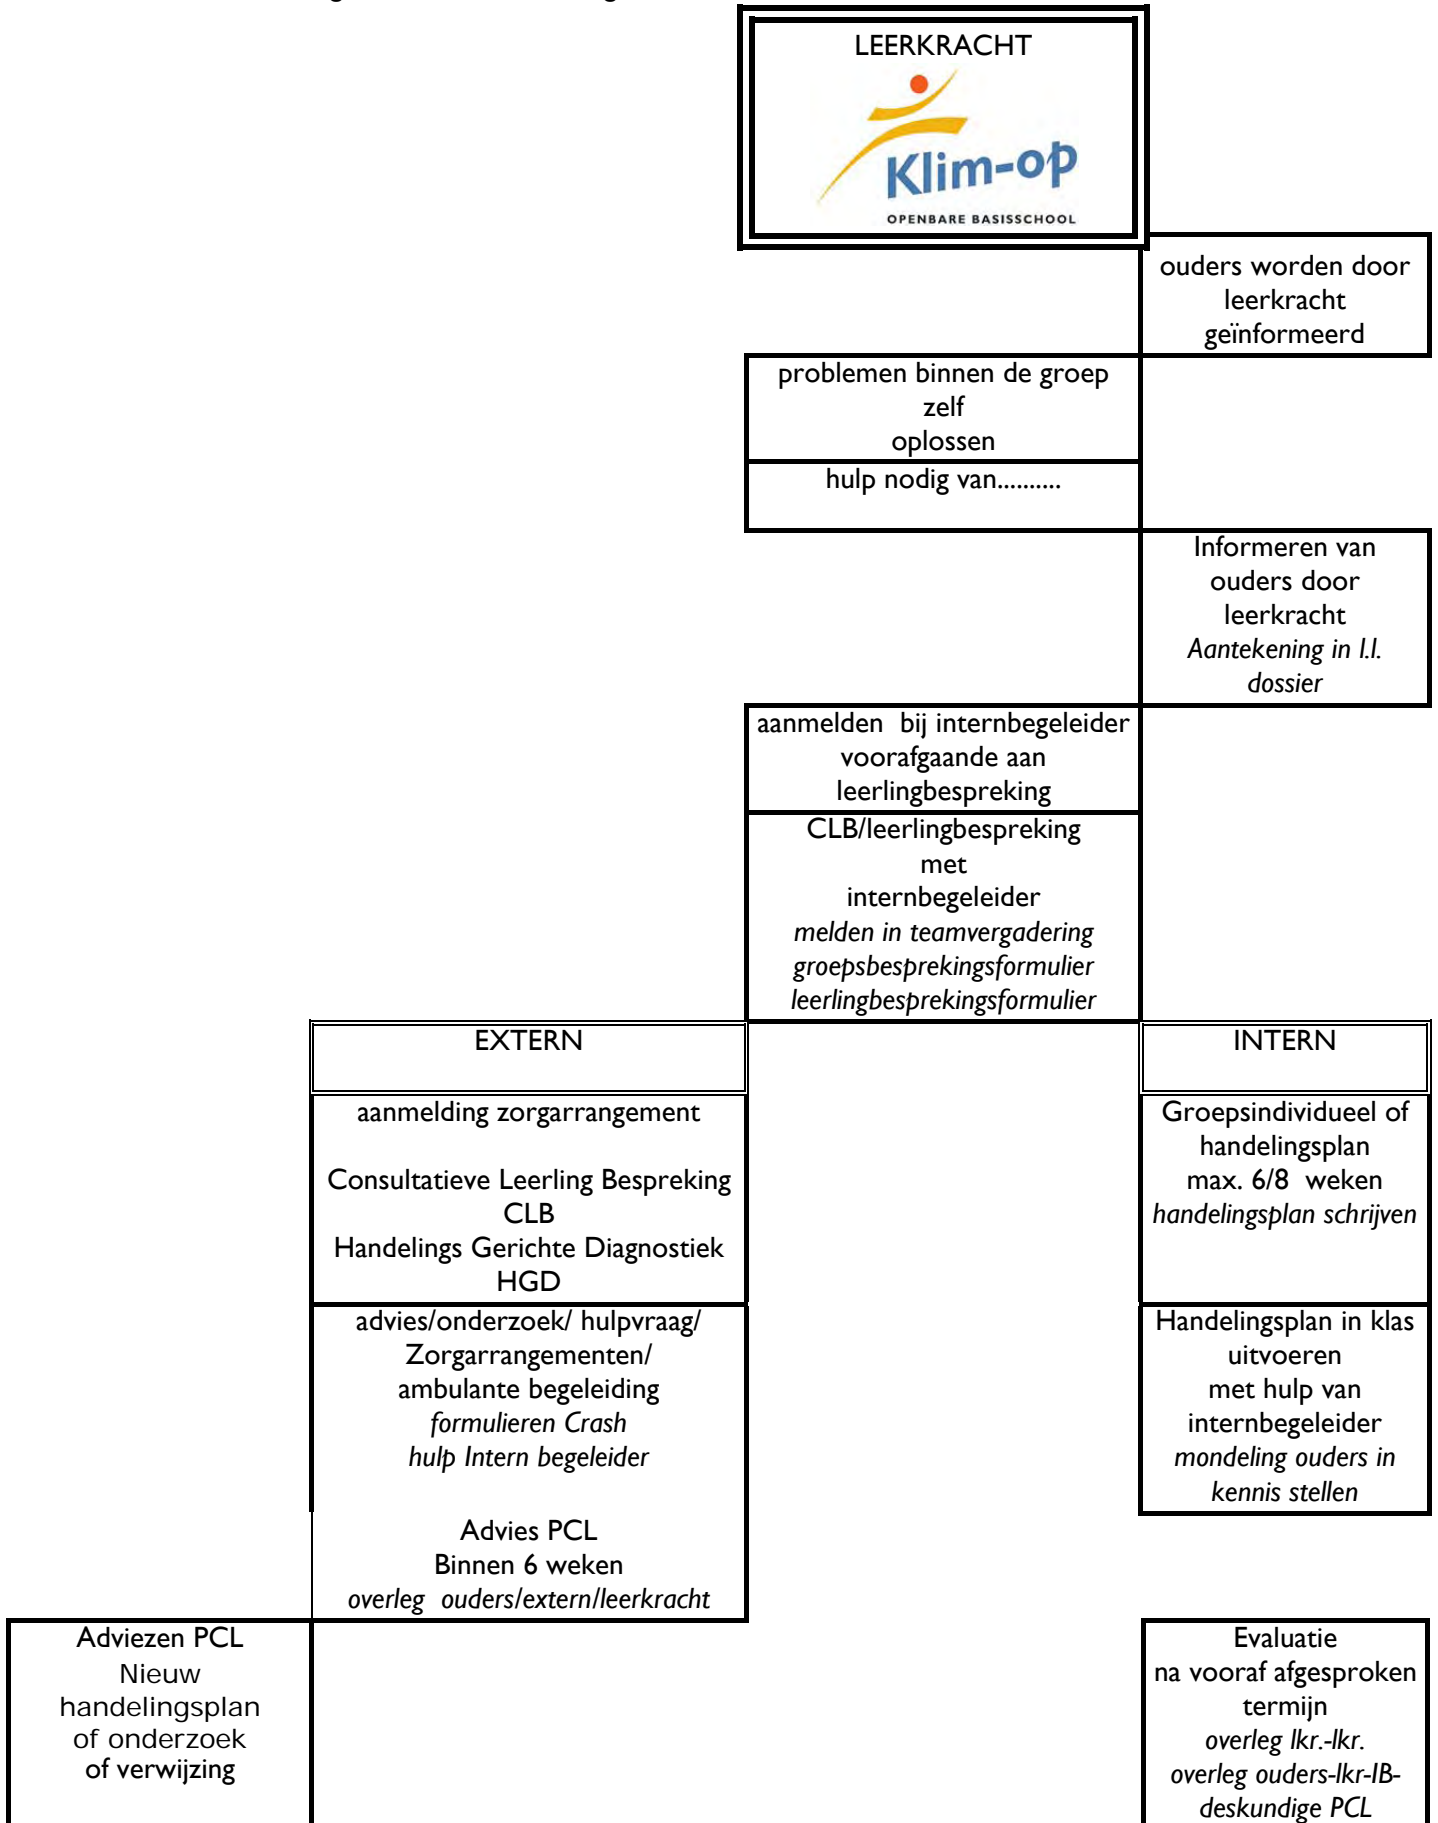 LEERKRACHT
Klim-op
OPENBARE BASISSCHOOL
ouders worden door
leerkracht
geïnformeerd
problemen binnen de groep
zelf
oplossen
hulp nodig van..........
Informeren van
ouders door
leerkracht
Aantekening in l.l.
dossier
aanmelden bij internbegeleider
voorafgaande aan
leerlingbespreking
CLB/leerlingbespreking
met
internbegeleider
melden in teamvergadering
groepsbesprekingsformulier
leerlingbesprekingsformulier
EXTERN
aanmelding zorgarrangement
Consultatieve Leerling Bespreking
CLB
Handelings Gerichte Diagnostiek
HGD
advies/onderzoek/ hulpvraag/
Zorgarrangementen/
ambulante begeleiding
formulieren Crash
hulp Intern begeleider
Advies PCL
Binnen 6 weken
overleg ouders/extern/leerkracht
INTERN
Groepsindividueel of
handelingsplan
max. 6/8 weken
handelingsplan schrijven
Handelingsplan in klas
uitvoeren
met hulp van
internbegeleider
mondeling ouders in
kennis stellen
Adviezen PCL
Nieuw
handelingsplan
of onderzoek
of verwijzing
Evaluatie
na vooraf afgesproken
termijn
overleg lkr.-lkr.
overleg ouders-lkr-IB-
deskundige PCL